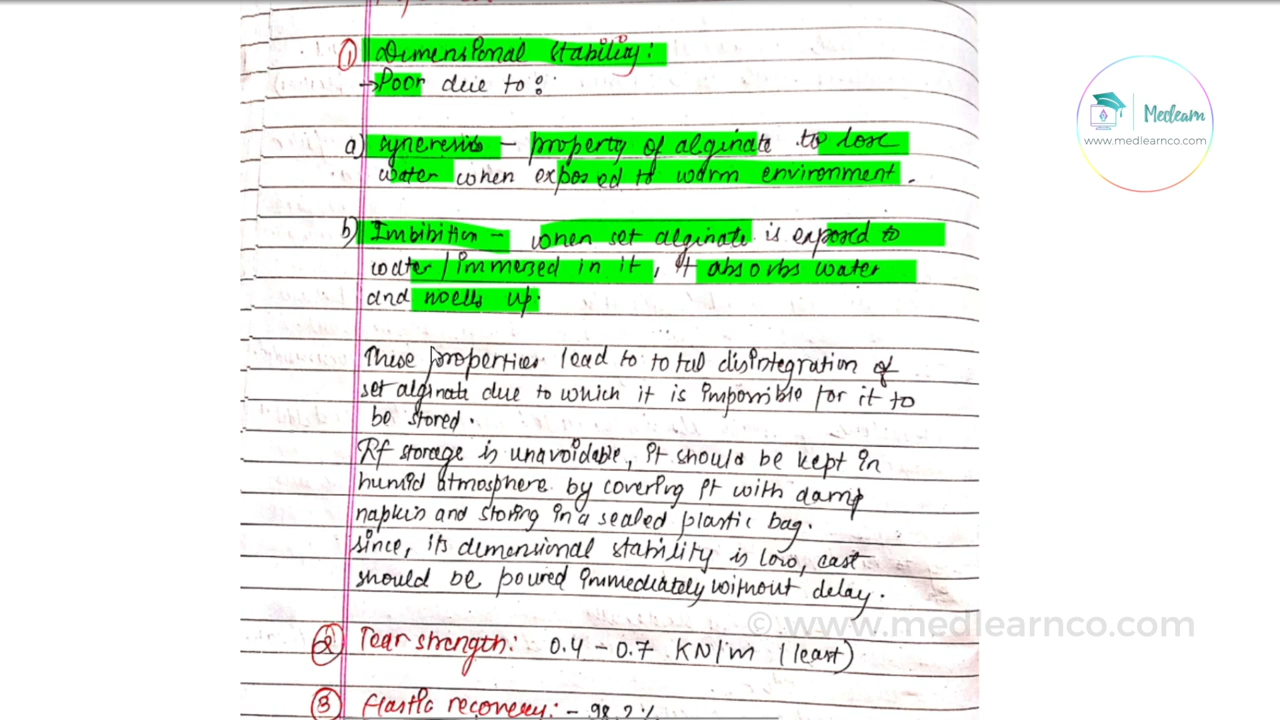 ① Dimensional stability:
→ Poor due to :
a) syneresis - property of alginate to lose
water when exposed to warm environment.
b) Imbibition - when set alginate is exposed to
water / immersed in it, it absorbs water
and swells up.
These properties lead to total disintegration of
set alginate due to which it is impossible for it to
be stored.
If storage is unavoidable, it should be kept in
humid atmosphere by covering it with damp
napkin and storing in a sealed plastic bag.
since, its dimensional stability is low, cast
should be poured immediately without delay.
② Tear strength: 0.4 - 0.7 KN/m (least)
③ Elastic recovery: - 98.2%
Medlearn
www.medlearnco.com
© www.medlearnco.com